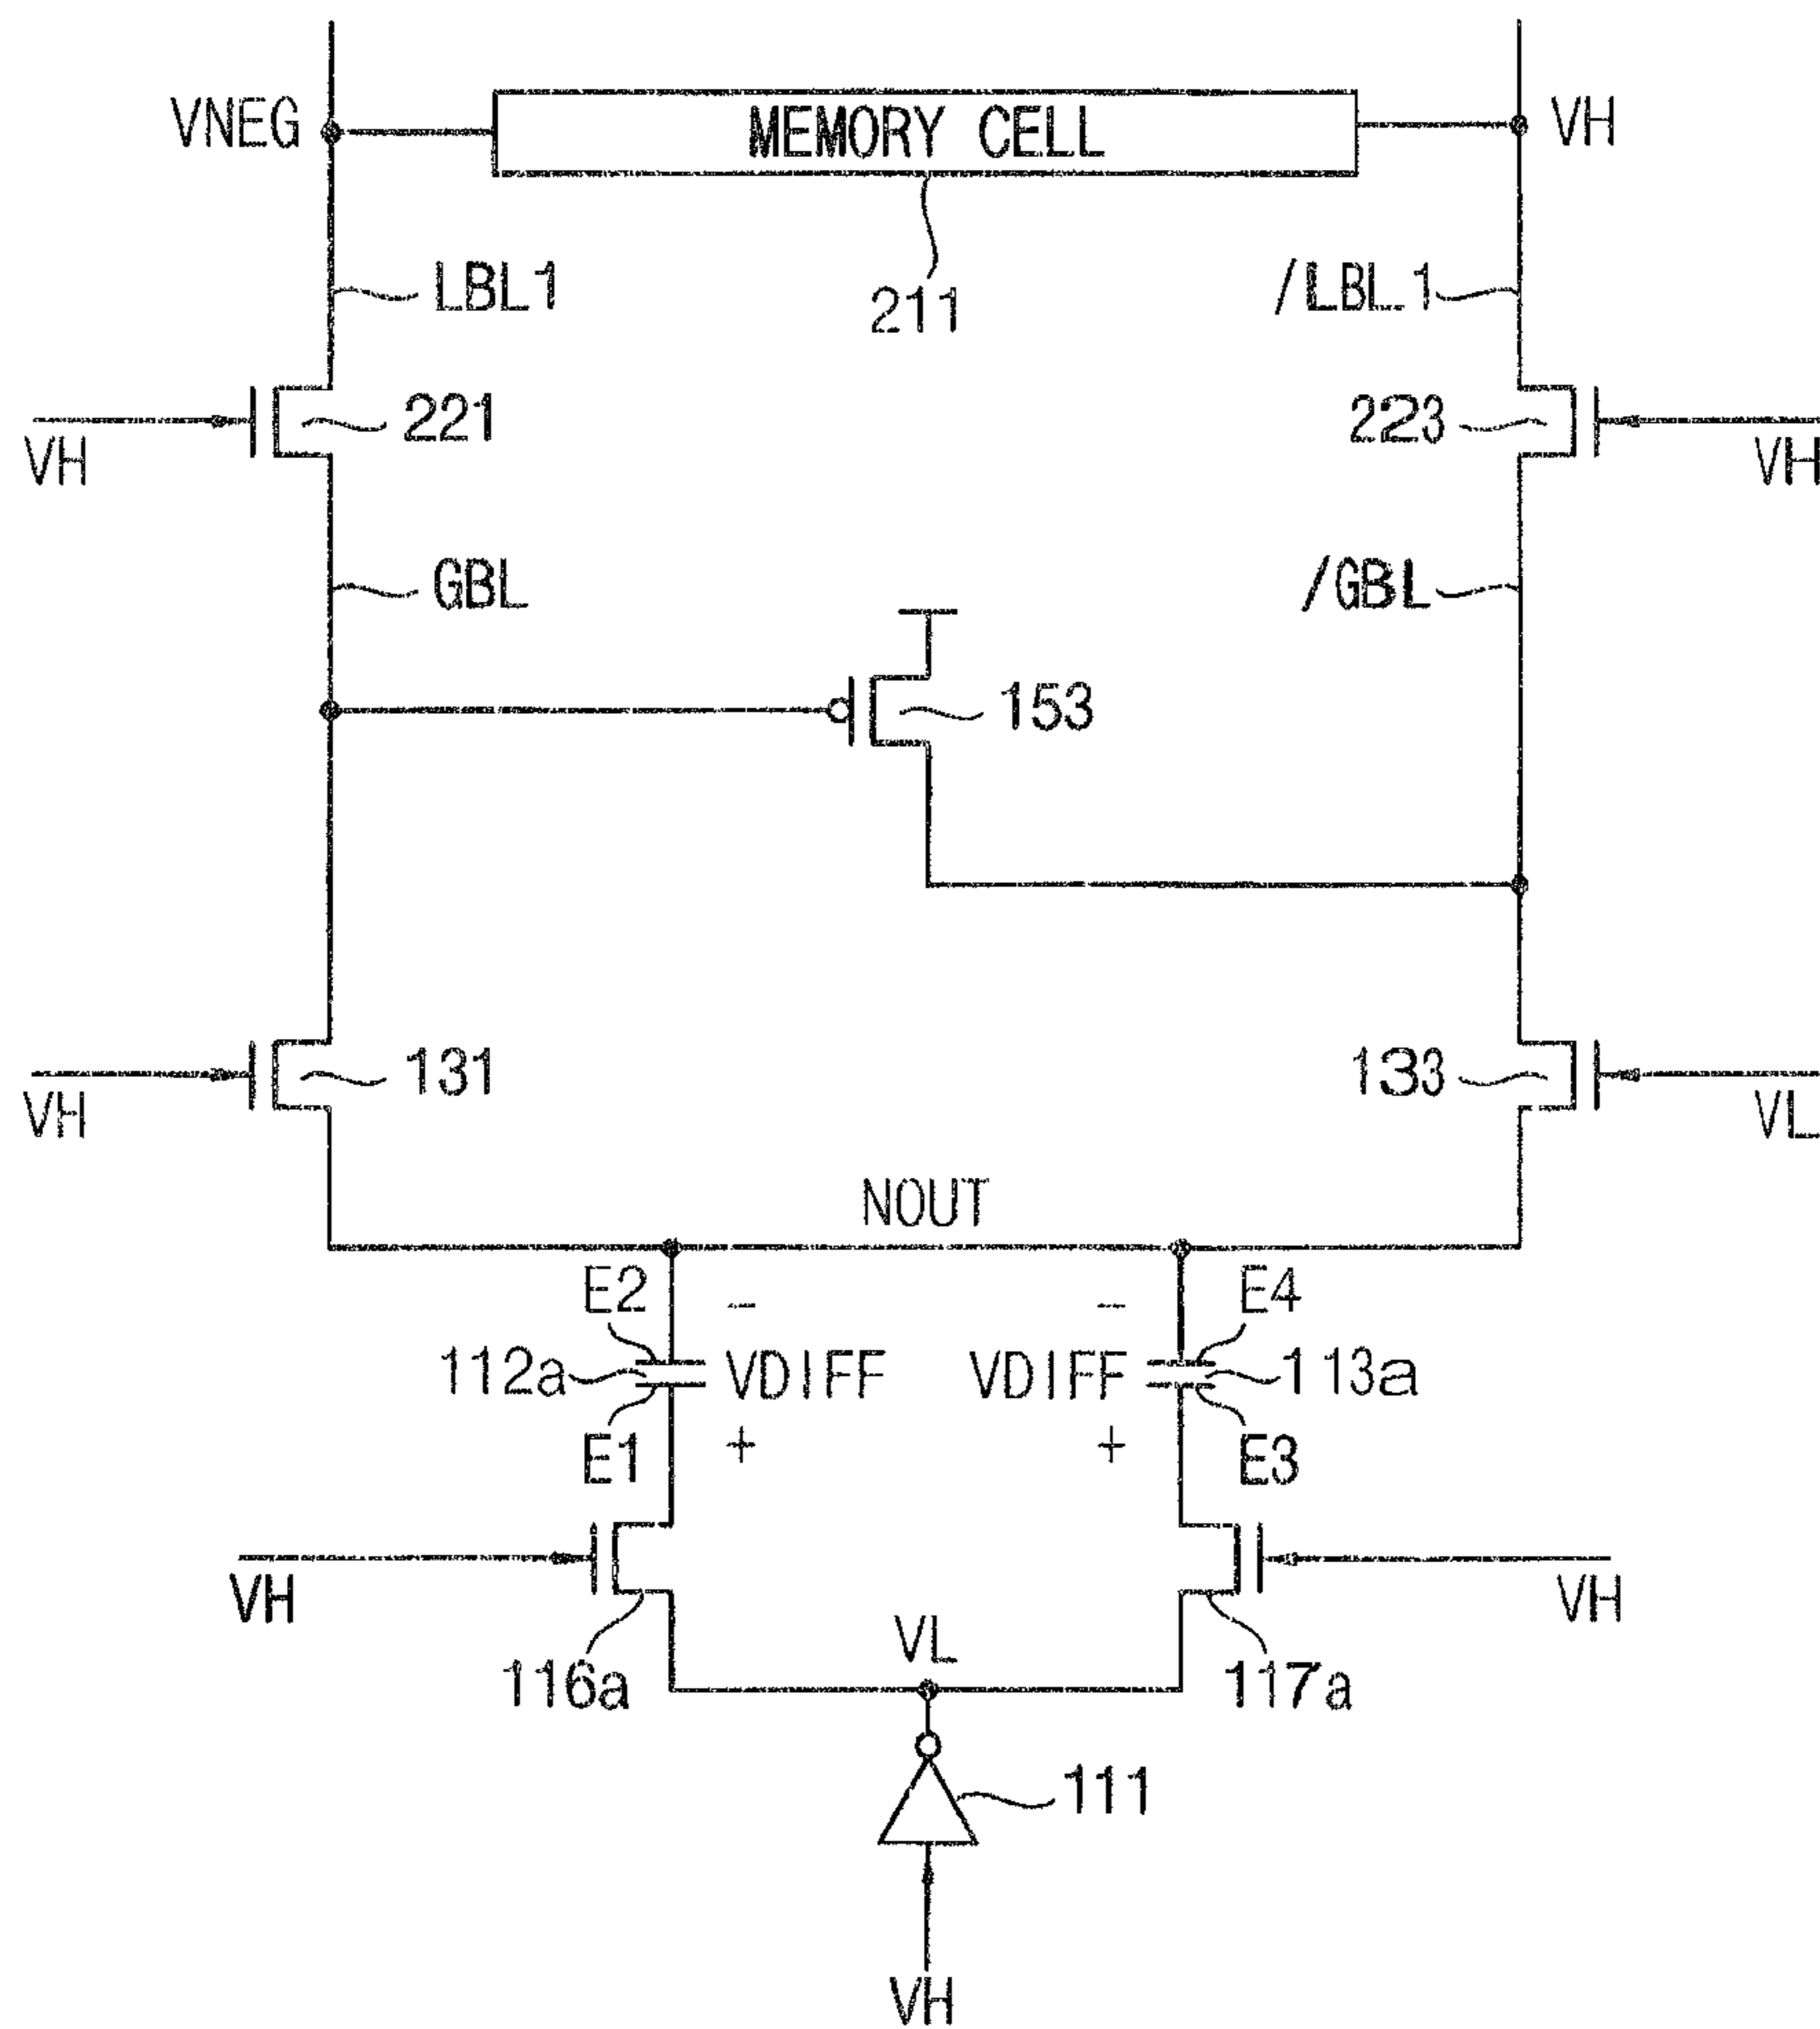 VNEG
MEMORY CELL
VH
LBL1
211
/LBL1
221
223
VH
VH
GBL
/GBL
153
131
133
VH
VL
NOUT
E2
-
-
E4
112a
VDIFF
VDIFF
113a
E1
+
+
E3
VH
VH
116a
VL
117a
111
VH